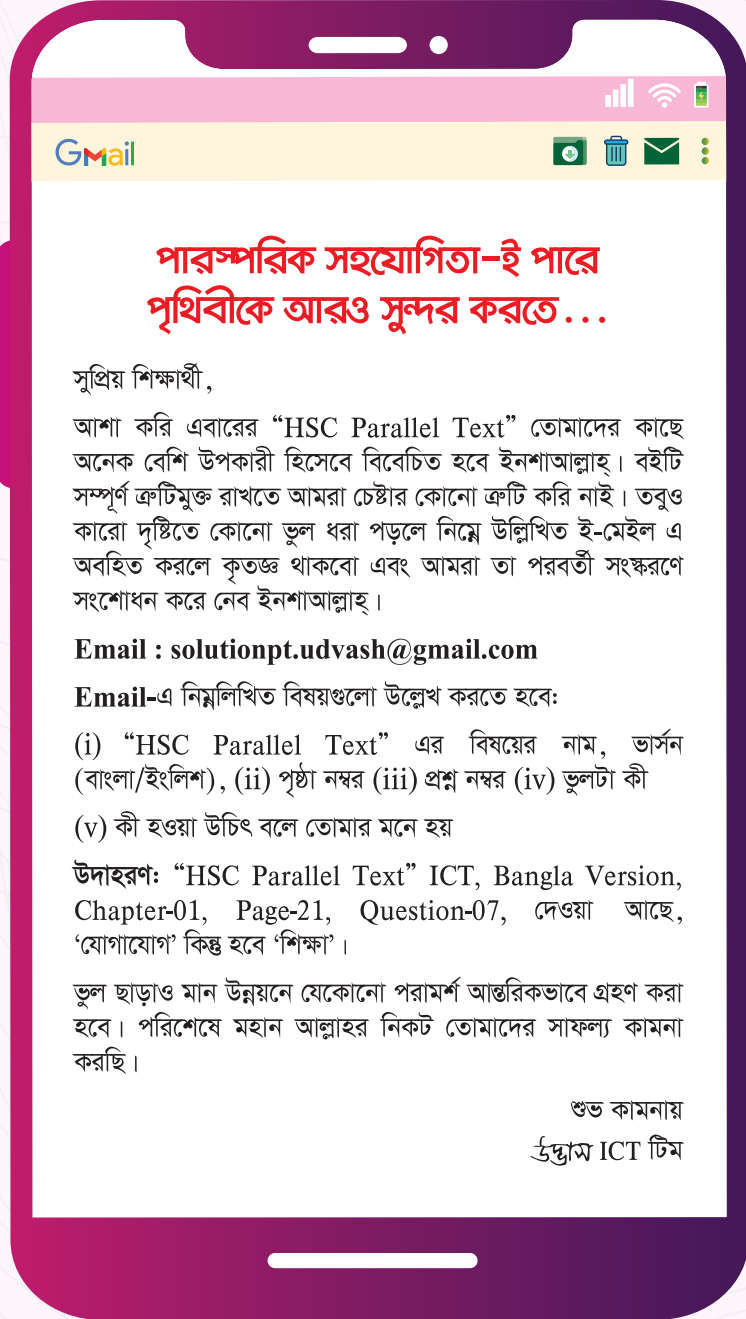 GMail
পারস্পরিক সহযোগিতা-ই পারে
পৃথিবীকে আরও সুন্দর করতে...
সুপ্রিয় শিক্ষার্থী,
আশা করি এবারের “HSC Parallel Text” তোমাদের কাছে
অনেক বেশি উপকারী হিসেবে বিবেচিত হবে ইনশাআল্লাহ্। বইটি
সম্পূর্ণ ত্রুটিমুক্ত রাখতে আমরা চেষ্টার কোনো ত্রুটি করি নাই। তবুও
কারো দৃষ্টিতে কোনো ভুল ধরা পড়লে নিম্নে উল্লিখিত ই-মেইল এ
অবহিত করলে কৃতজ্ঞ থাকবো এবং আমরা তা পরবর্তী সংস্করণে
সংশোধন করে নেব ইনশাআল্লাহ্।
Email : solutionpt.udvash@gmail.com
Email-এ নিম্নলিখিত বিষয়গুলো উল্লেখ করতে হবে:
(i) “HSC Parallel Text” এর বিষয়ের নাম, ভার্সন
(বাংলা/ইংলিশ), (ii) পৃষ্ঠা নম্বর (iii) প্রশ্ন নম্বর (iv) ভুলটা কী
(v) কী হওয়া উচিৎ বলে তোমার মনে হয়
উদাহরণ: “HSC Parallel Text” ICT, Bangla Version,
Chapter-01, Page-21, Question-07, দেওয়া আছে,
‘যোগাযোগ’ কিন্তু হবে ‘শিক্ষা’।
ভুল ছাড়াও মান উন্নয়নে যেকোনো পরামর্শ আন্তরিকভাবে গ্রহণ করা
হবে। পরিশেষে মহান আল্লাহর নিকট তোমাদের সাফল্য কামনা
করছি।
শুভ কামনায়
উদ্ভাস ICT টিম